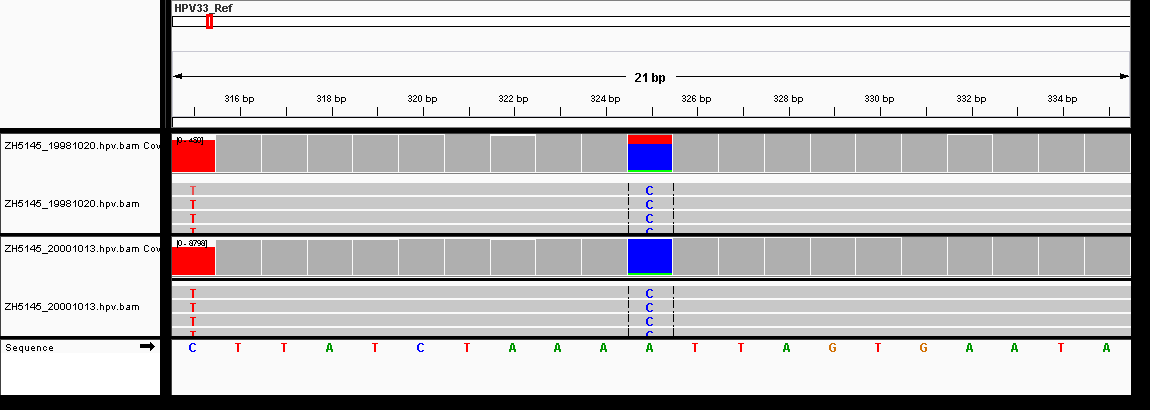 HPV33_Ref
21 bp
316 bp 318 bp 320 bp 322 bp 324 bp 326 bp 328 bp 330 bp 332 bp 334 bp
ZH5145_19981020.hpv.bam Cov
T C
ZH5145_19981020.hpv.bam T C
T C
T C
ZH5145_20001013.hpv.bam Cov [0 - 8798]
T C
ZH5145_20001013.hpv.bam T C
T C
T C
Sequence C T T A T C T A A A A T T A G T G A A T A